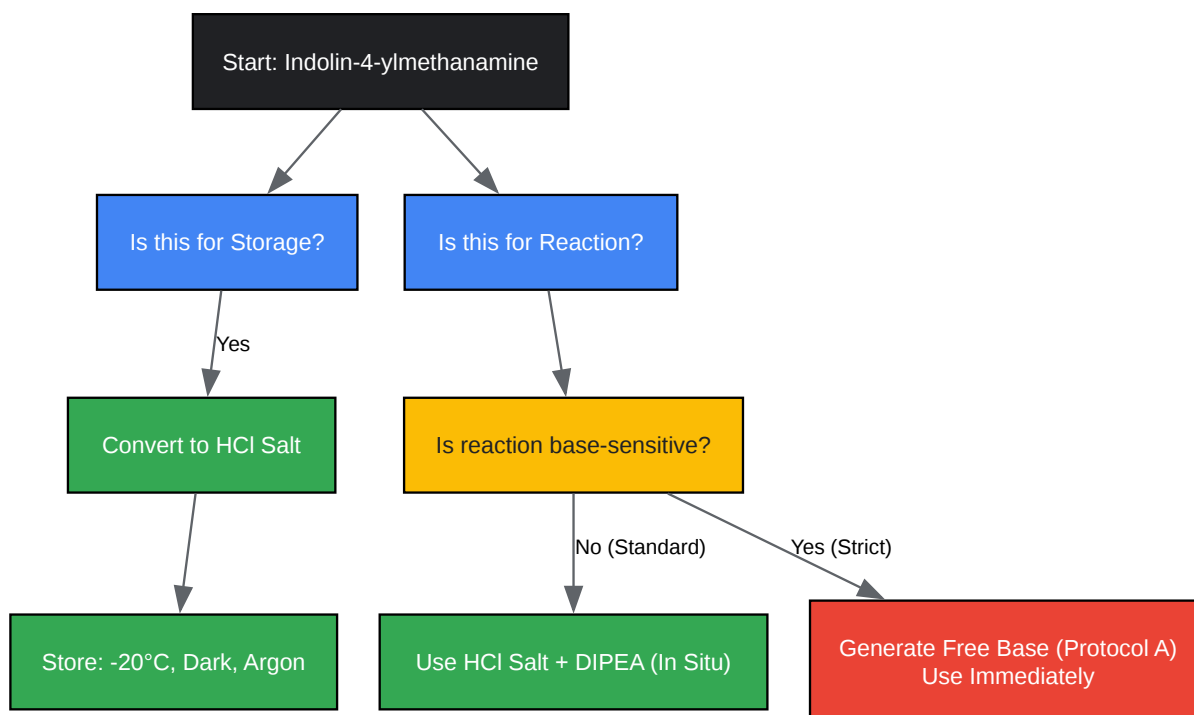 Start: Indolin-4-ylmethanamine
Is this for Storage?
Is this for Reaction?
Yes
Convert to HCl Salt
Is reaction base-sensitive?
No (Standard)
Yes (Strict)
Store: -20°C, Dark, Argon
Use HCl Salt + DIPEA (In Situ)
Generate Free Base (Protocol A)
Use Immediately